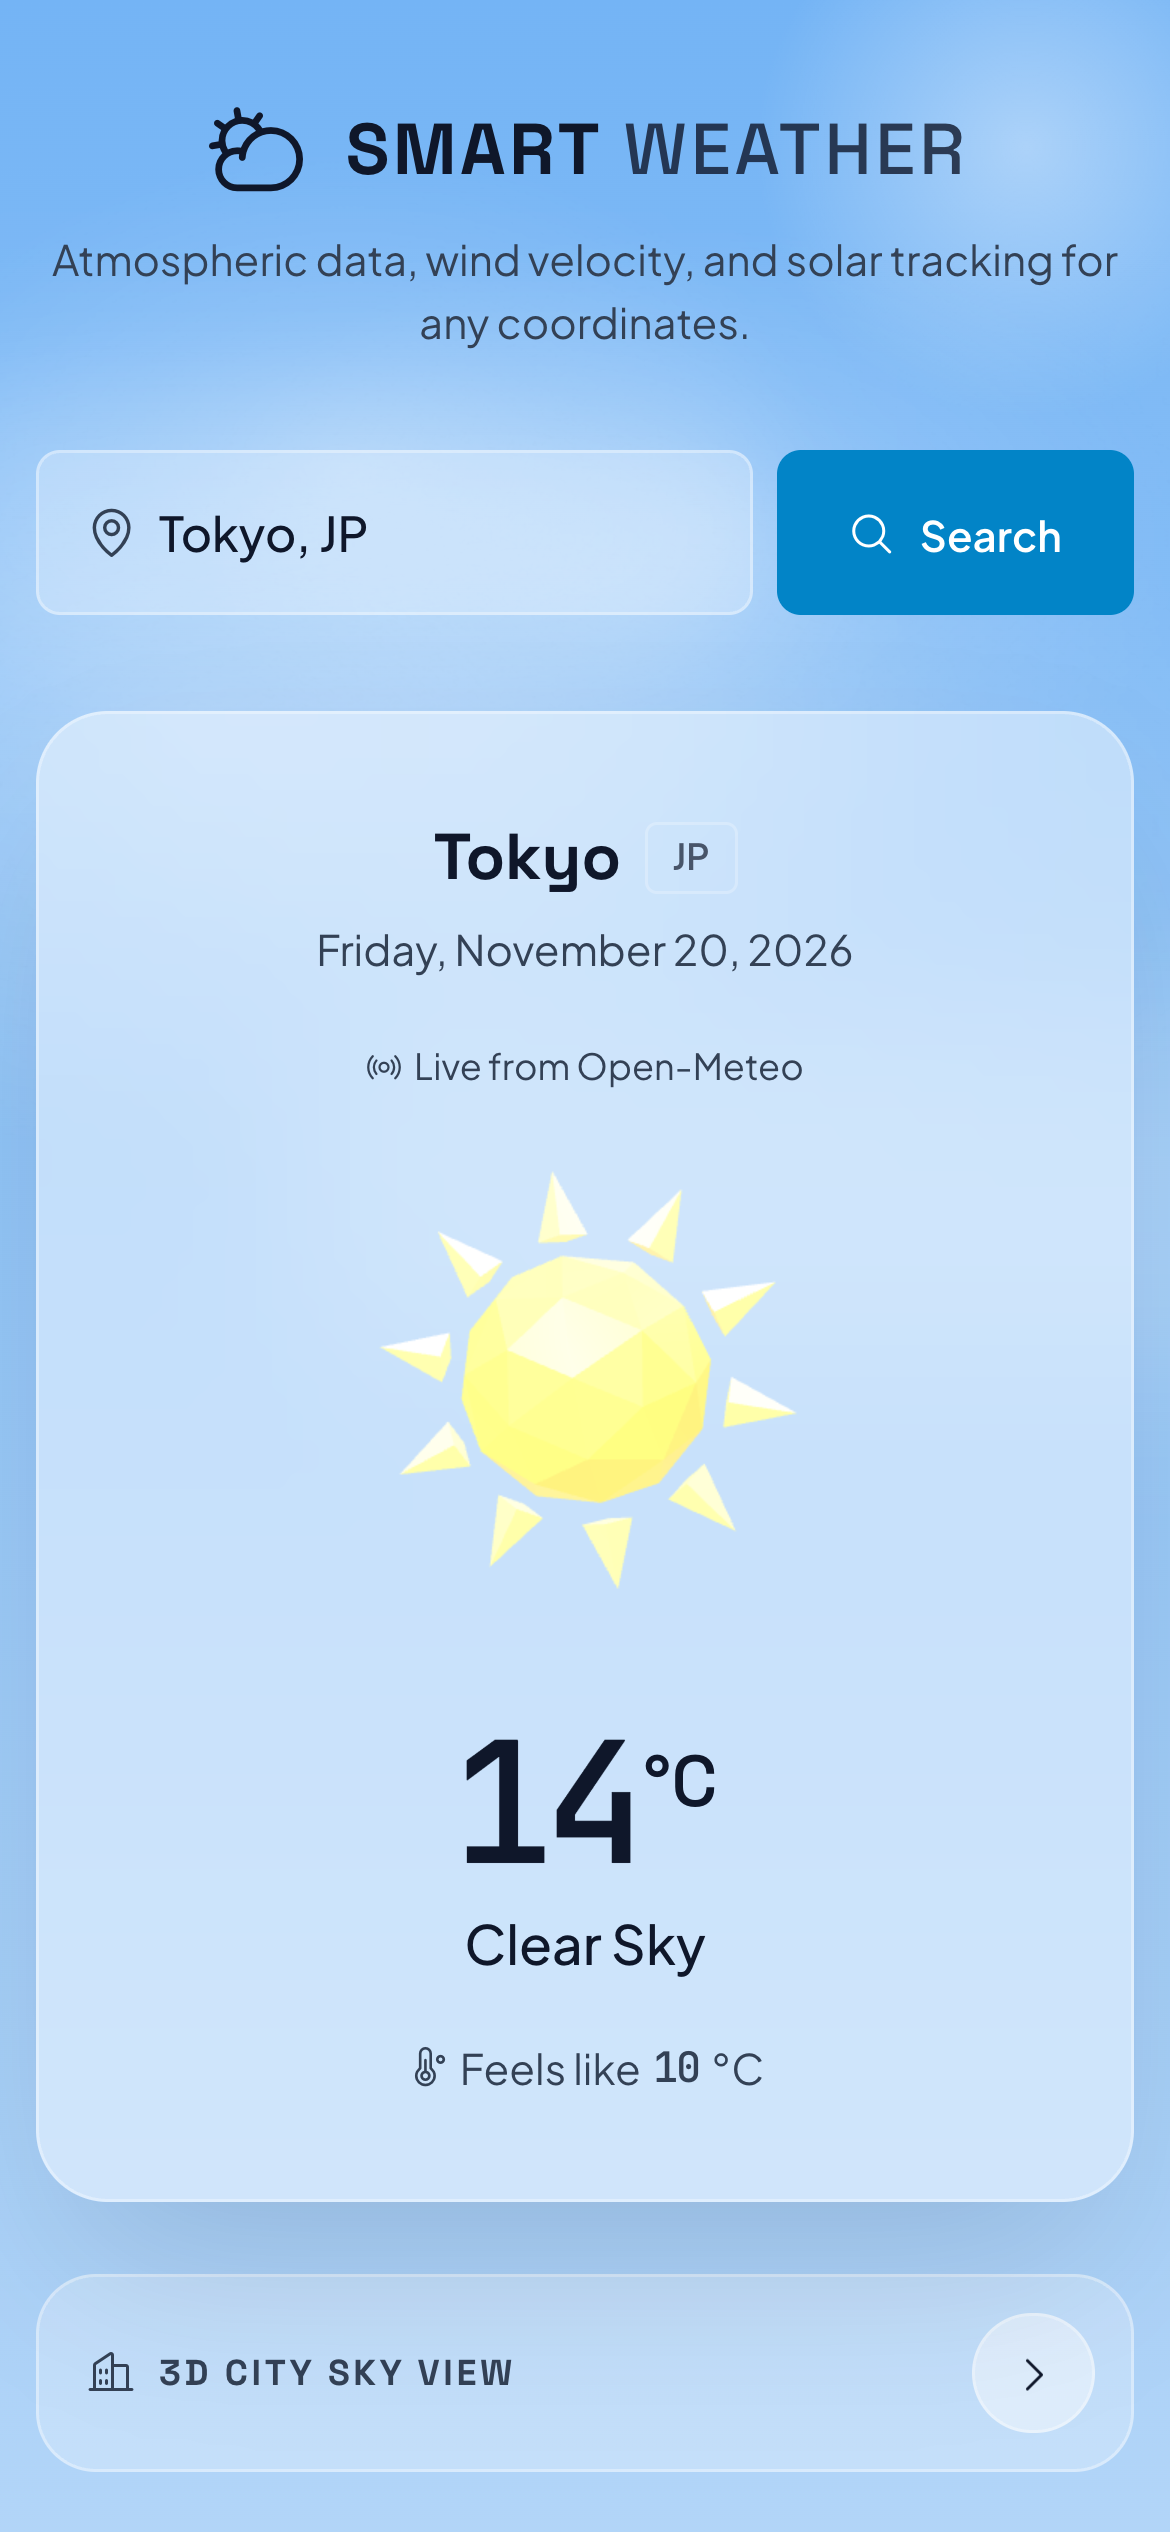 SMART WEATHER
Atmospheric data, wind velocity, and solar tracking for
any coordinates.
Tokyo, JP
Search
Tokyo JP
Friday, November 20, 2026
Live from Open-Meteo
14°C
Clear Sky
Feels like 10 °C
3D CITY SKY VIEW